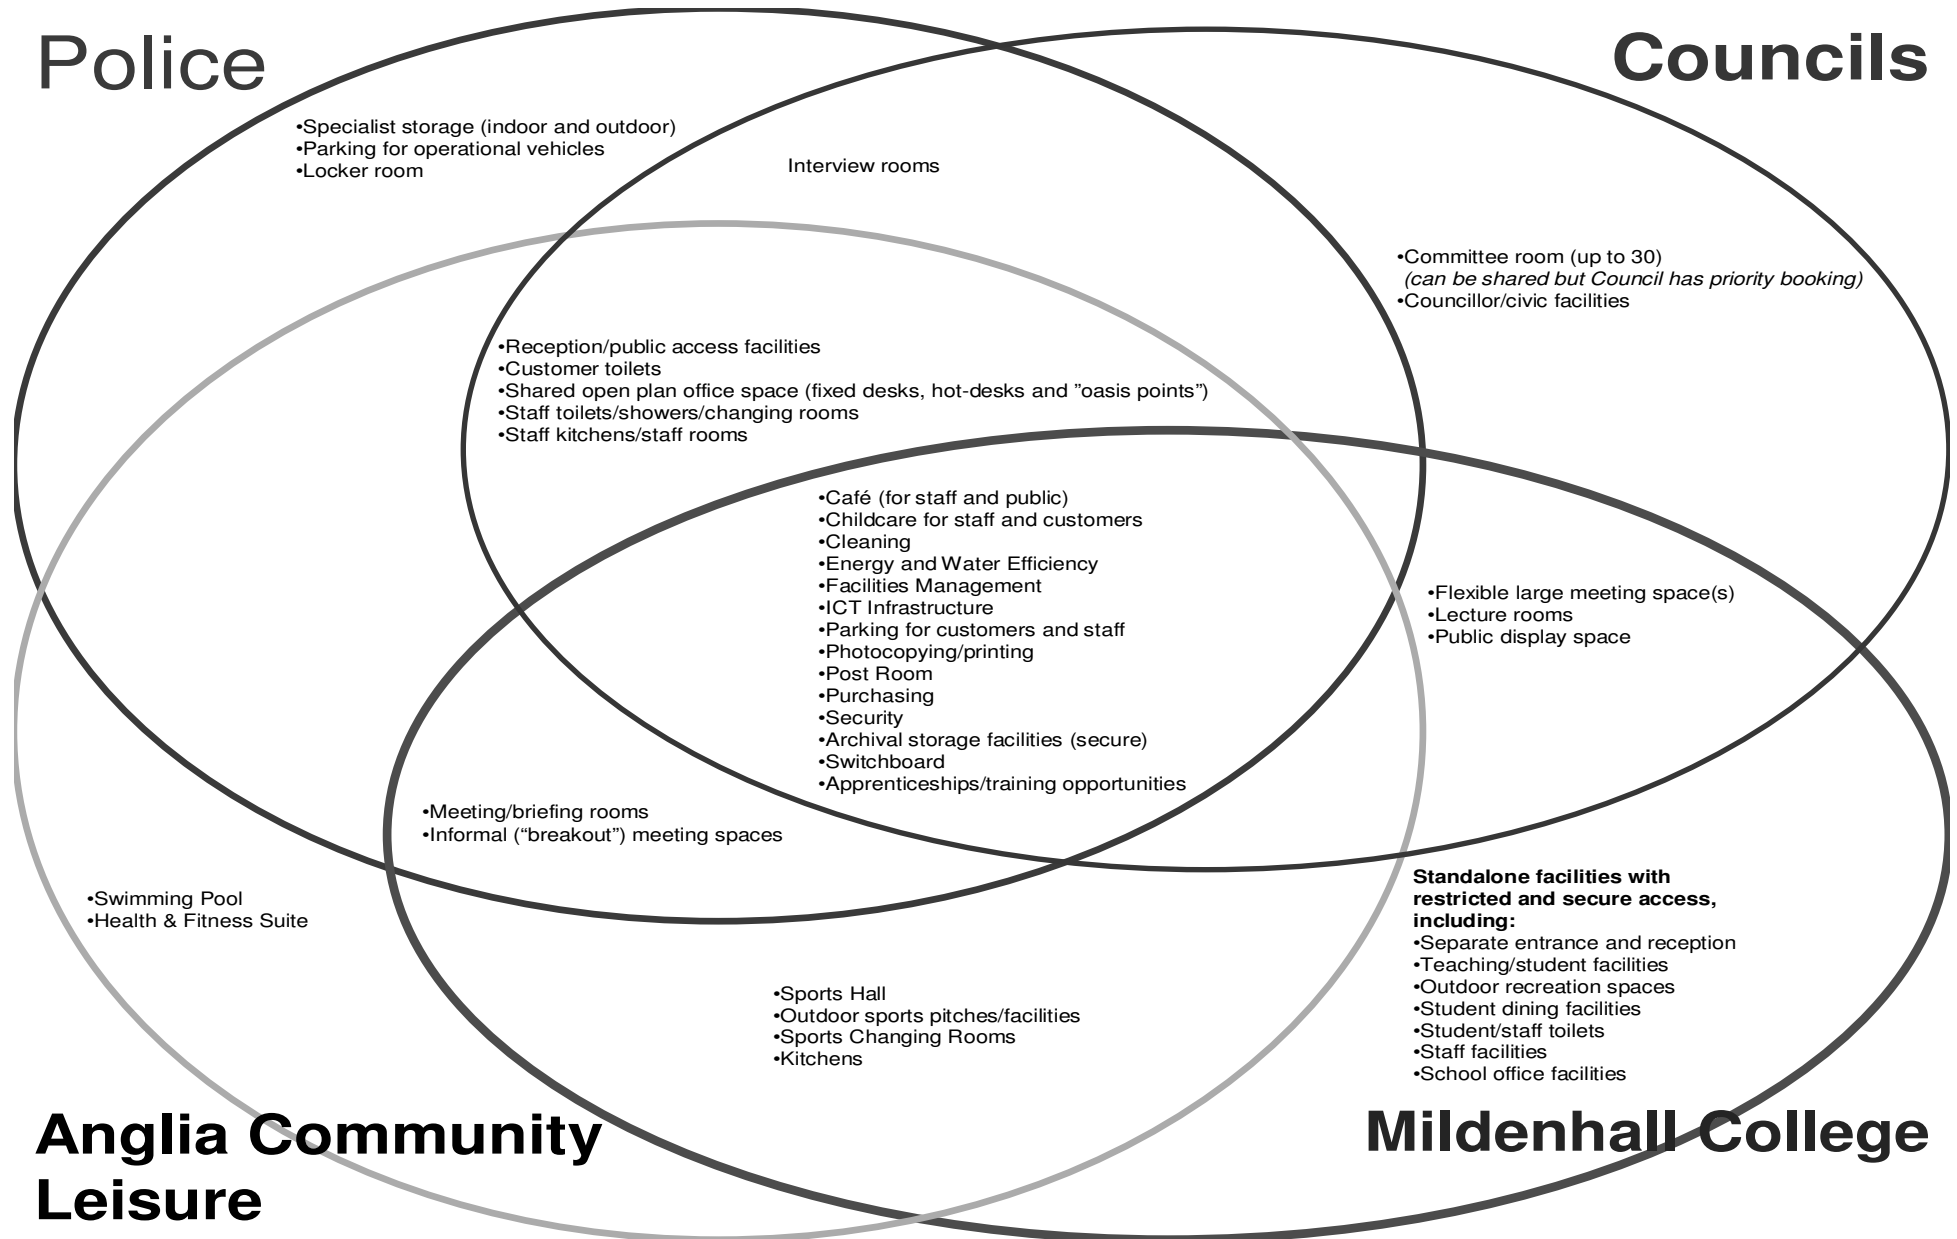 Police
Councils
•Specialist storage (indoor and outdoor)
•Parking for operational vehicles
•Locker room
Interview rooms
•Committee room (up to 30)
(can be shared but Council has priority booking)
•Councillor/civic facilities
•Reception/public access facilities
•Customer toilets
•Shared open plan office space (fixed desks, hot-desks and ”oasis points”)
•Staff toilets/showers/changing rooms
•Staff kitchens/staff rooms
•Café (for staff and public)
•Childcare for staff and customers
•Cleaning
•Energy and Water Efficiency
•Facilities Management
•ICT Infrastructure
•Parking for customers and staff
•Photocopying/printing
•Post Room
•Purchasing
•Security
•Archival storage facilities (secure)
•Switchboard
•Apprenticeships/training opportunities
•Flexible large meeting space(s)
•Lecture rooms
•Public display space
•Meeting/briefing rooms
•Informal (“breakout”) meeting spaces
•Swimming Pool
•Health & Fitness Suite
•Sports Hall
•Outdoor sports pitches/facilities
•Sports Changing Rooms
•Kitchens
Standalone facilities with
restricted and secure access,
including:
•Separate entrance and reception
•Teaching/student facilities
•Outdoor recreation spaces
•Student dining facilities
•Student/staff toilets
•Staff facilities
•School office facilities
Anglia Community
Leisure
Mildenhall College